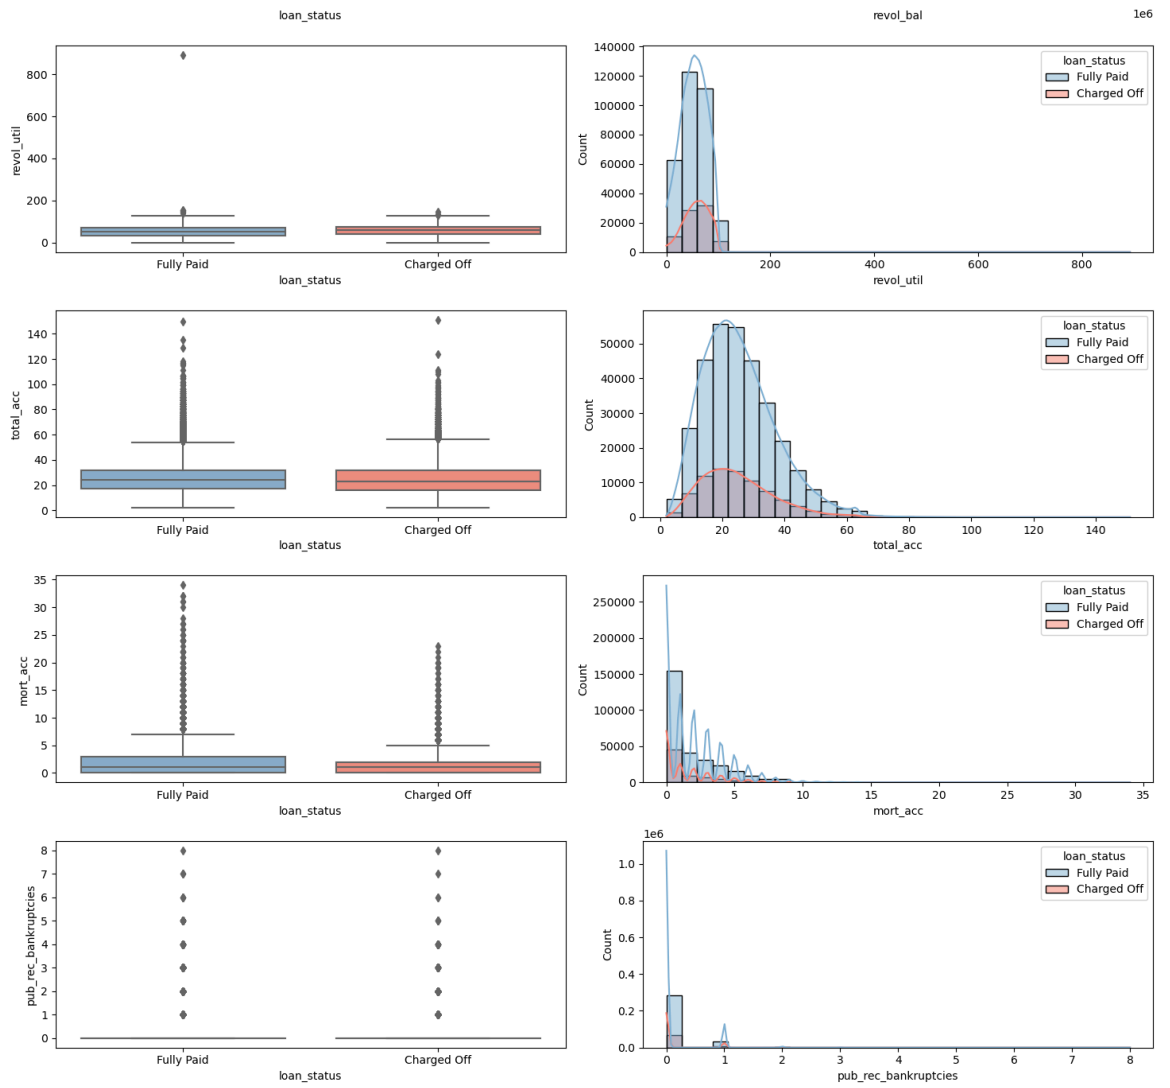 loan_status
revol_bal
1e6
800
600
400
200
0
revol_util
Fully Paid
Charged Off
loan_status
140000
120000
100000
80000
60000
40000
20000
0
Count
loan_status
Fully Paid
Charged Off
0
200
400
600
800
revol_util
140
120
100
80
60
40
20
0
total_acc
Fully Paid
Charged Off
loan_status
50000
40000
30000
20000
10000
0
Count
loan_status
Fully Paid
Charged Off
0
20
40
60
80
100
120
140
total_acc
35
30
25
20
15
10
5
0
mort_acc
Fully Paid
Charged Off
loan_status
250000
200000
150000
100000
50000
0
Count
loan_status
Fully Paid
Charged Off
0
5
10
15
20
25
30
35
mort_acc
8
7
6
5
4
3
2
1
0
pub_rec_bankruptcies
Fully Paid
Charged Off
loan_status
1e6
1.0
0.8
0.6
0.4
0.2
0.0
Count
loan_status
Fully Paid
Charged Off
0
1
2
3
4
5
6
7
8
pub_rec_bankruptcies